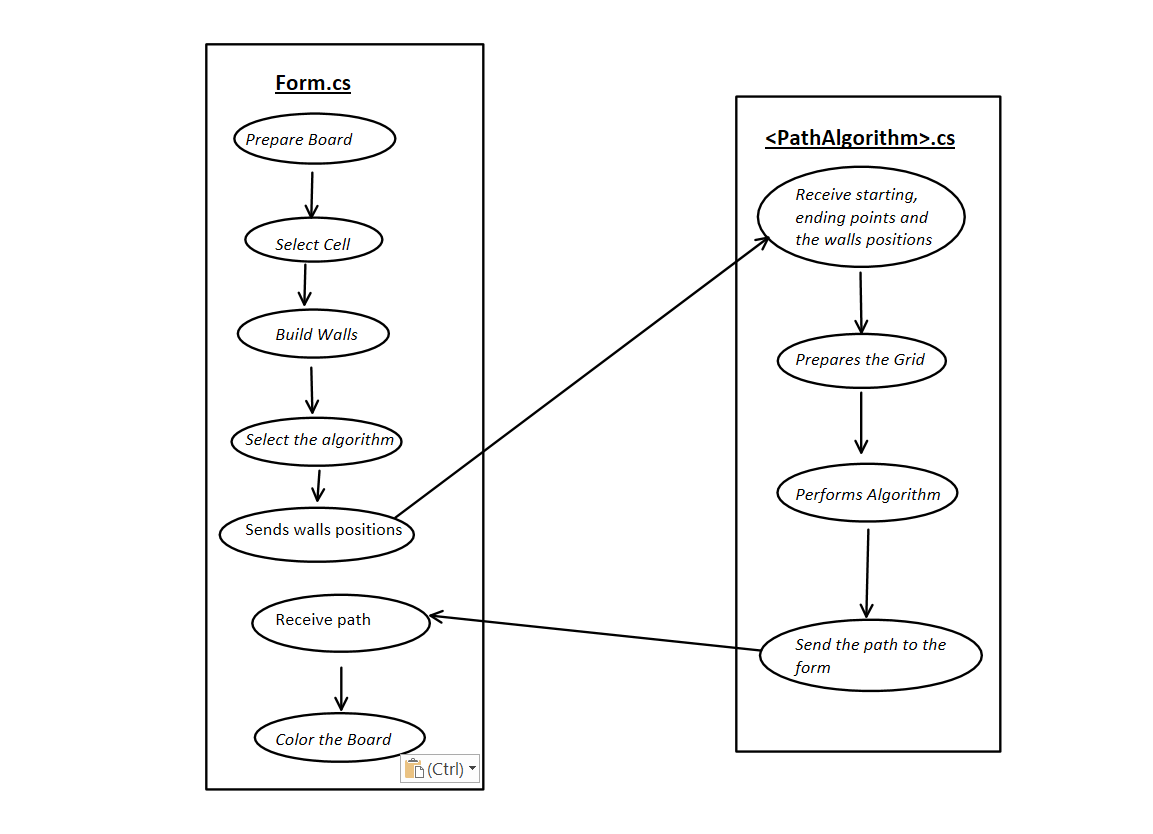 Form.cs
Prepare Board
Select Cell
Build Walls
Select the algorithm
Sends walls positions
Receive path
Color the Board
(Ctrl)
<PathAlgorithm>.cs
Receive starting,
ending points and
the walls positions
Prepares the Grid
Performs Algorithm
Send the path to the
form